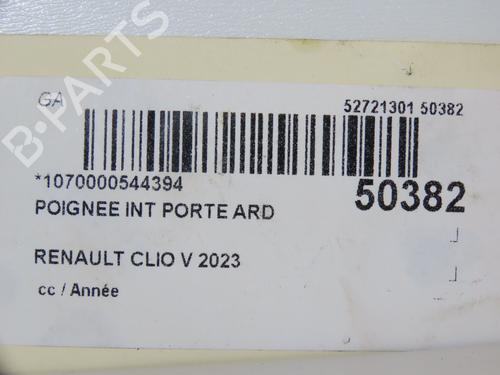 B-PARTS
GA
52721301 50382
*1070000544394
50382
POIGNEE INT PORTE ARD
RENAULT CLIO V 2023
cc / Année